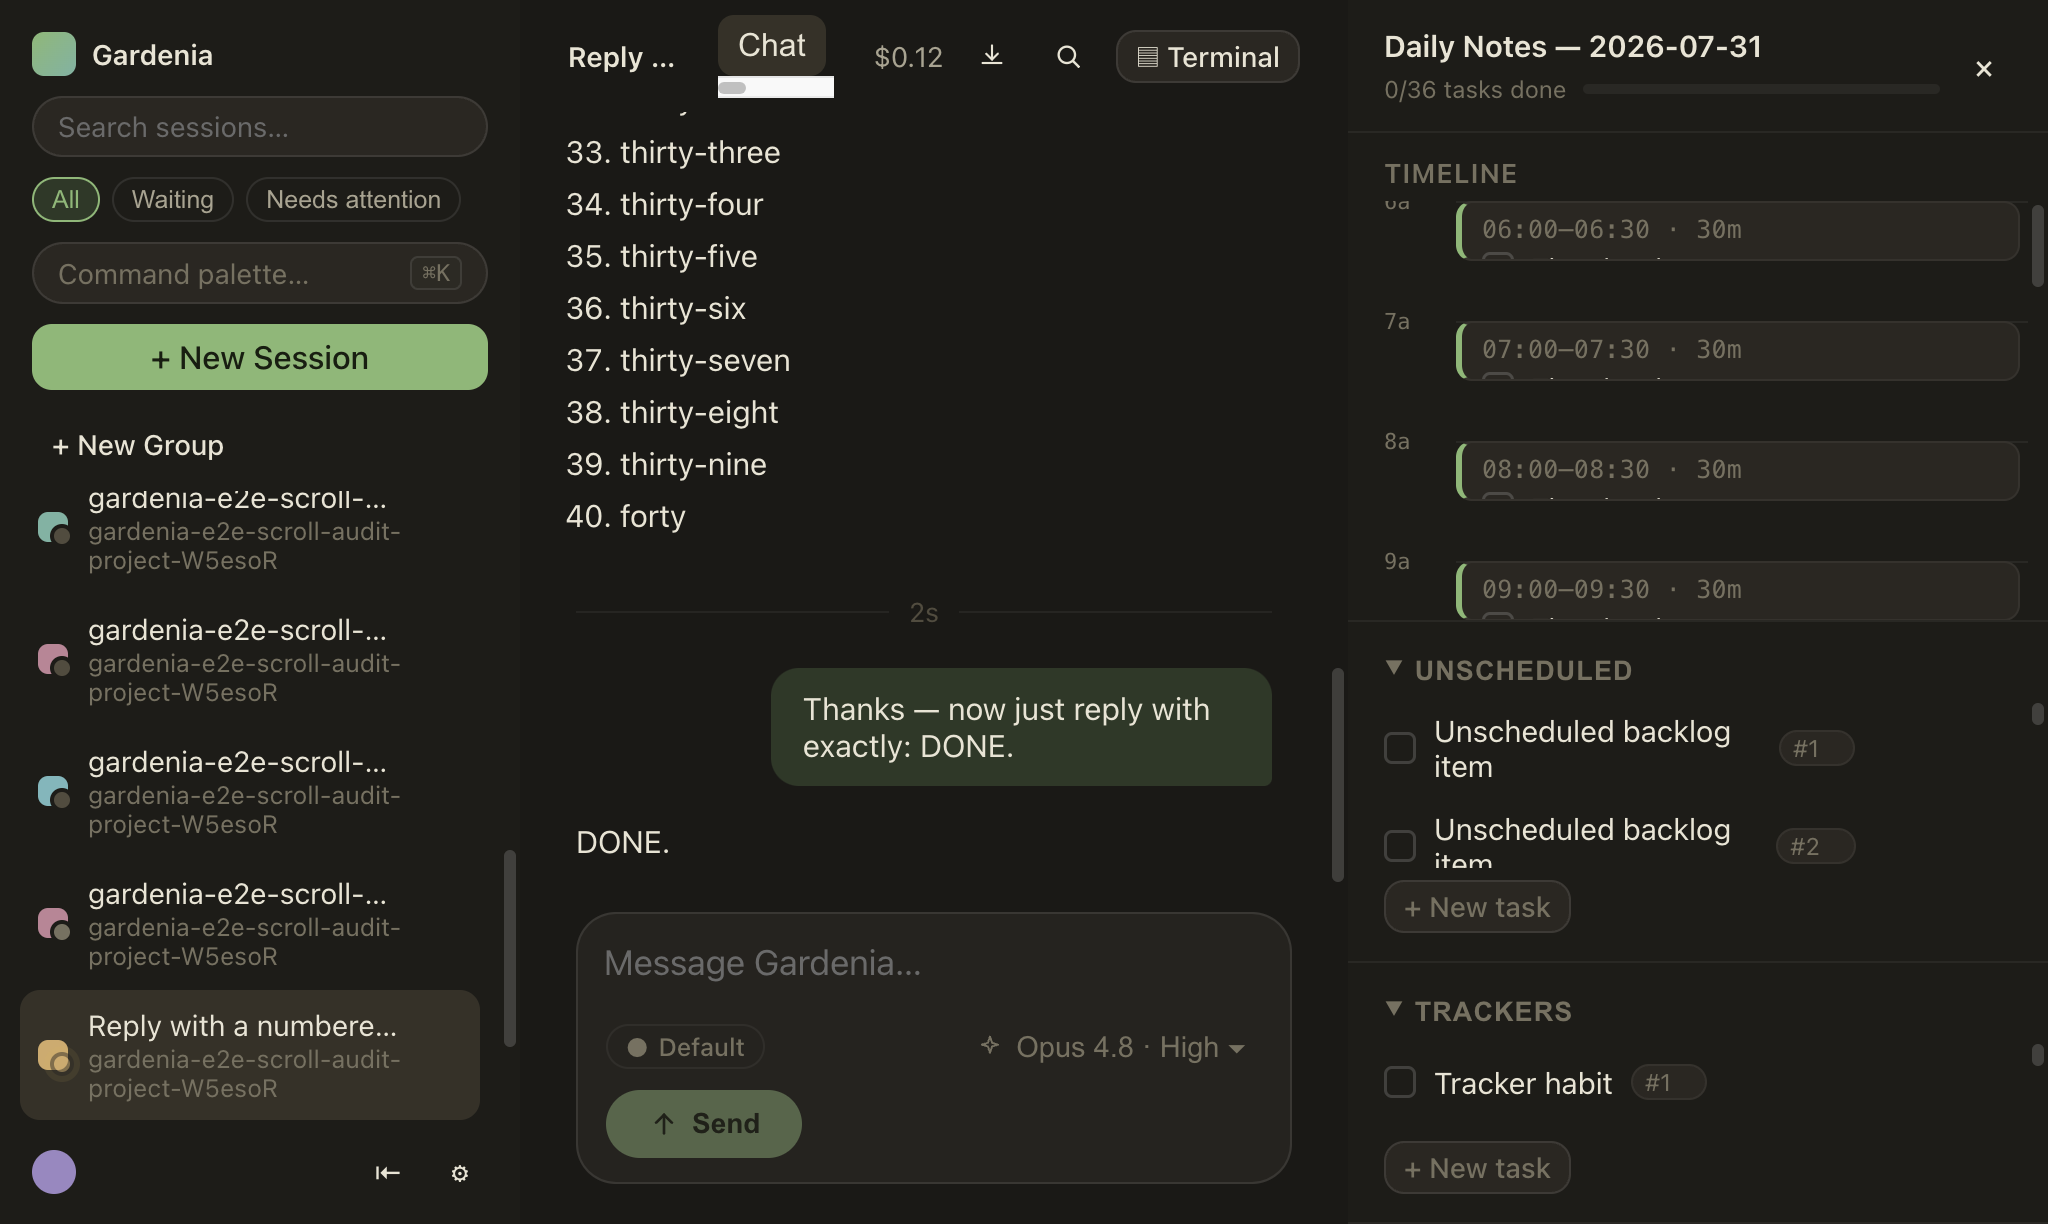 Gardenia
Search sessions...
All
Waiting
Needs attention
Command palette...
⌘K
+ New Session
+ New Group
gardenia-e2e-scroll-...
gardenia-e2e-scroll-audit-
project-W5esoR
gardenia-e2e-scroll-...
gardenia-e2e-scroll-audit-
project-W5esoR
gardenia-e2e-scroll-...
gardenia-e2e-scroll-audit-
project-W5esoR
gardenia-e2e-scroll-...
gardenia-e2e-scroll-audit-
project-W5esoR
Reply with a numbere...
gardenia-e2e-scroll-audit-
project-W5esoR
Reply ...
Chat
$0.12
Terminal
33. thirty-three
34. thirty-four
35. thirty-five
36. thirty-six
37. thirty-seven
38. thirty-eight
39. thirty-nine
40. forty
2s
Thanks — now just reply with
exactly: DONE.
DONE.
Message Gardenia...
Default
Opus 4.8 · High
Send
Daily Notes — 2026-07-31
0/36 tasks done
TIMELINE
6a
06:00–06:30 · 30m
7a
07:00–07:30 · 30m
8a
08:00–08:30 · 30m
9a
09:00–09:30 · 30m
UNSCHEDULED
Unscheduled backlog
item
#1
Unscheduled backlog
item
#2
+ New task
TRACKERS
Tracker habit
#1
+ New task